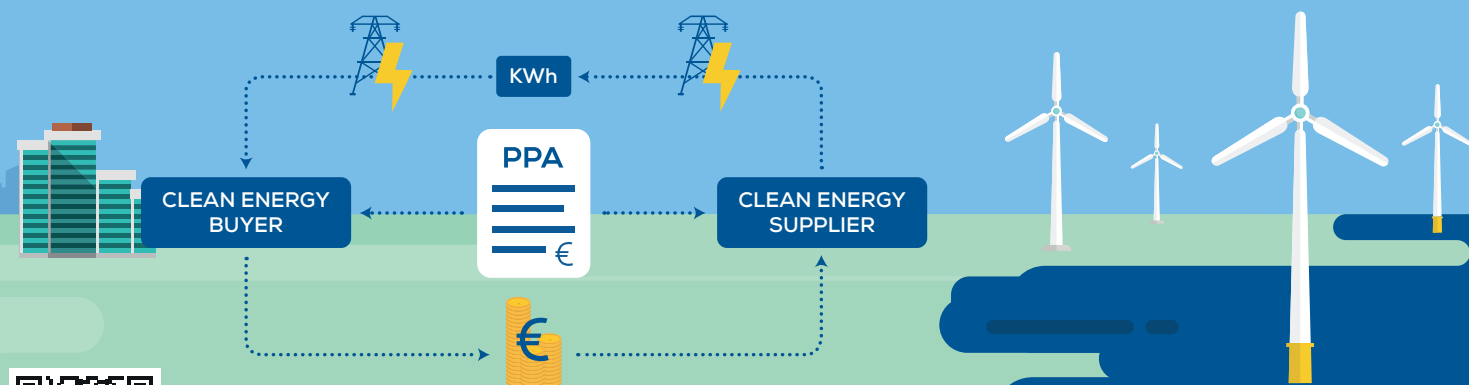 KWh
PPA
CLEAN ENERGY
BUYER
CLEAN ENERGY
SUPPLIER
€
€